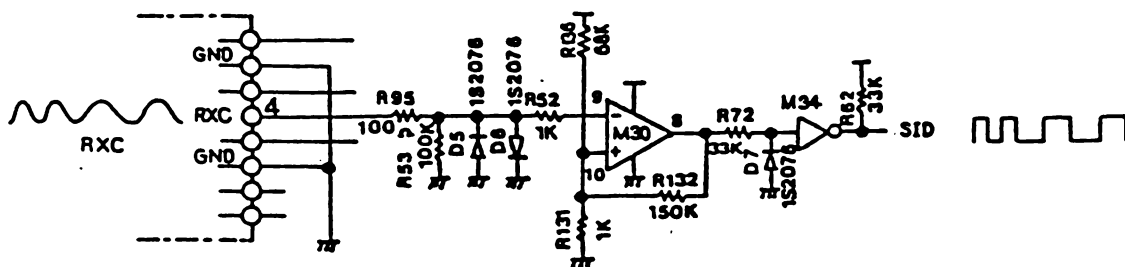 GND
RXC
4
RXC
GND
R95
100
R53
100K
D5
1S2076
D6
1S2076
R52
1K
R136
68K
9
-
M30
+
10
8
R132
150K
R131
1K
R72
33K
D7
1S2076
M34
R62
33K
SID